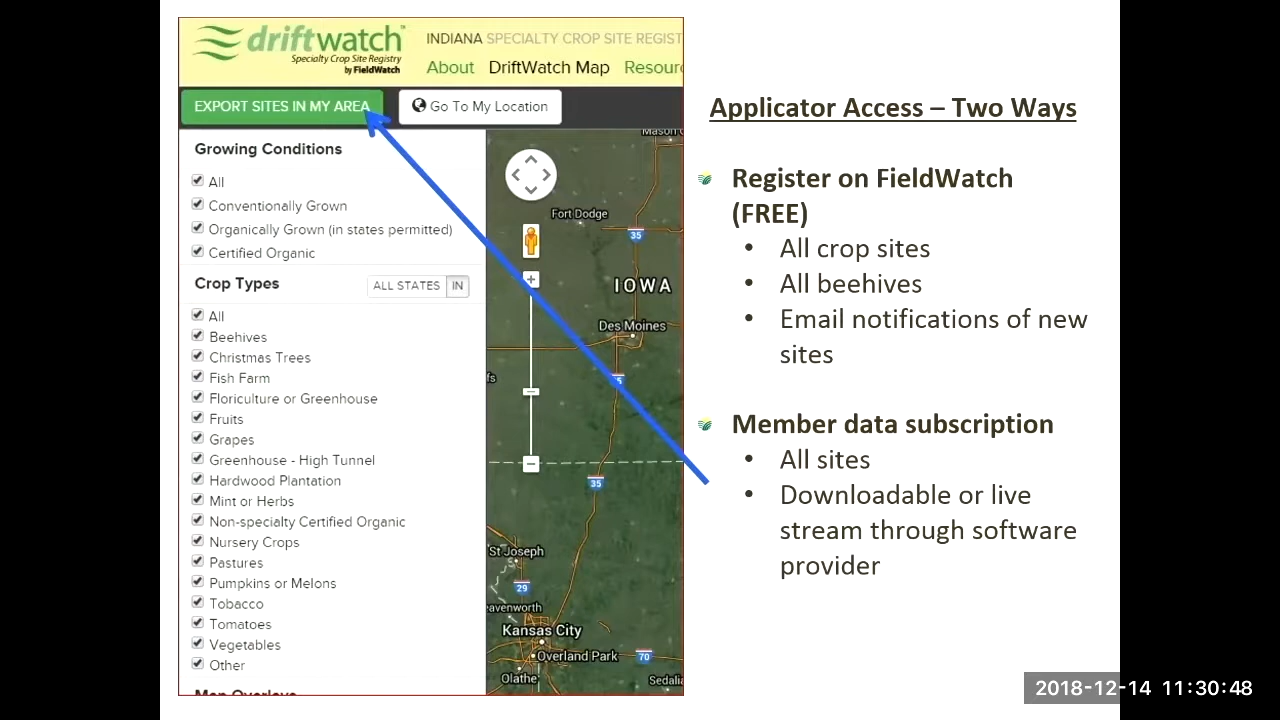 driftwatch™
Specialty Crop Site Registry
by FieldWatch
INDIANA SPECIALTY CROP SITE REGIST
About DriftWatch Map Resour
EXPORT SITES IN MY AREA
Go To My Location
Growing Conditions
All
Conventionally Grown
Organically Grown (in states permitted)
Certified Organic
Crop Types
ALL STATES IN
All
Beehives
Christmas Trees
Fish Farm
Floriculture or Greenhouse
Fruits
Grapes
Greenhouse - High Tunnel
Hardwood Plantation
Mint or Herbs
Non-specialty Certified Organic
Nursery Crops
Pastures
Pumpkins or Melons
Tobacco
Tomatoes
Vegetables
Other
Map Overlays
Mason C
Fort Dodge
35
IOWA
Des Moines
fs
35
St Joseph
29
eavenworth
Kansas City
Overland Park
70
Olathe
Sedalia
Applicator Access – Two Ways
Register on FieldWatch
(FREE)
• All crop sites
• All beehives
• Email notifications of new
sites
Member data subscription
• All sites
• Downloadable or live
stream through software
provider
2018-12-14 11:30:48